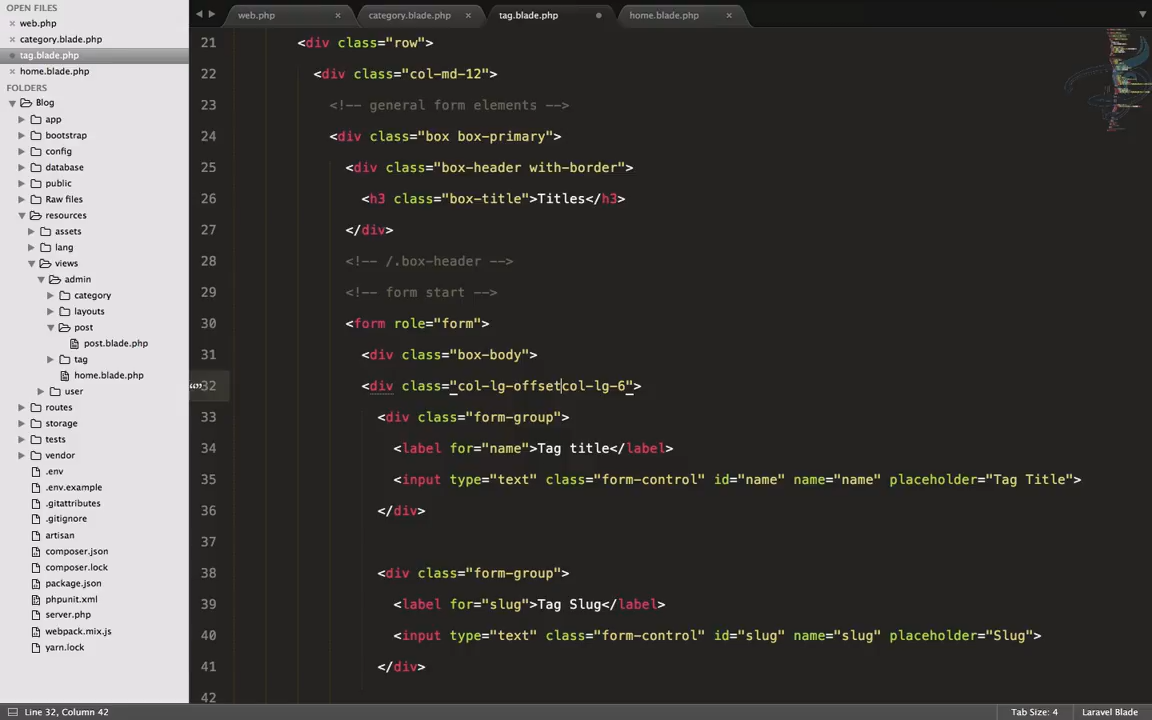 OPEN FILES
web.php
category.blade.php
tag.blade.php
home.blade.php
FOLDERS
Blog
app
bootstrap
config
database
public
Raw files
resources
assets
lang
views
admin
category
layouts
post
post.blade.php
tag
home.blade.php
user
routes
storage
tests
vendor
.env
.env.example
.gitattributes
.gitignore
artisan
composer.json
composer.lock
package.json
phpunit.xml
server.php
webpack.mix.js
yarn.lock
web.php category.blade.php tag.blade.php home.blade.php
21 <div class="row">
22 <div class="col-md-12">
23 <!-- general form elements -->
24 <div class="box box-primary">
25 <div class="box-header with-border">
26 <h3 class="box-title">Titles</h3>
27 </div>
28 <!-- /.box-header -->
29 <!-- form start -->
30 <form role="form">
31 <div class="box-body">
32 <div class="col-lg-offsetcol-lg-6">
33 <div class="form-group">
34 <label for="name">Tag title</label>
35 <input type="text" class="form-control" id="name" name="name" placeholder="Tag Title">
36 </div>
37
38 <div class="form-group">
39 <label for="slug">Tag Slug</label>
40 <input type="text" class="form-control" id="slug" name="slug" placeholder="Slug">
41 </div>
42
Line 32, Column 42 Tab Size: 4 Laravel Blade